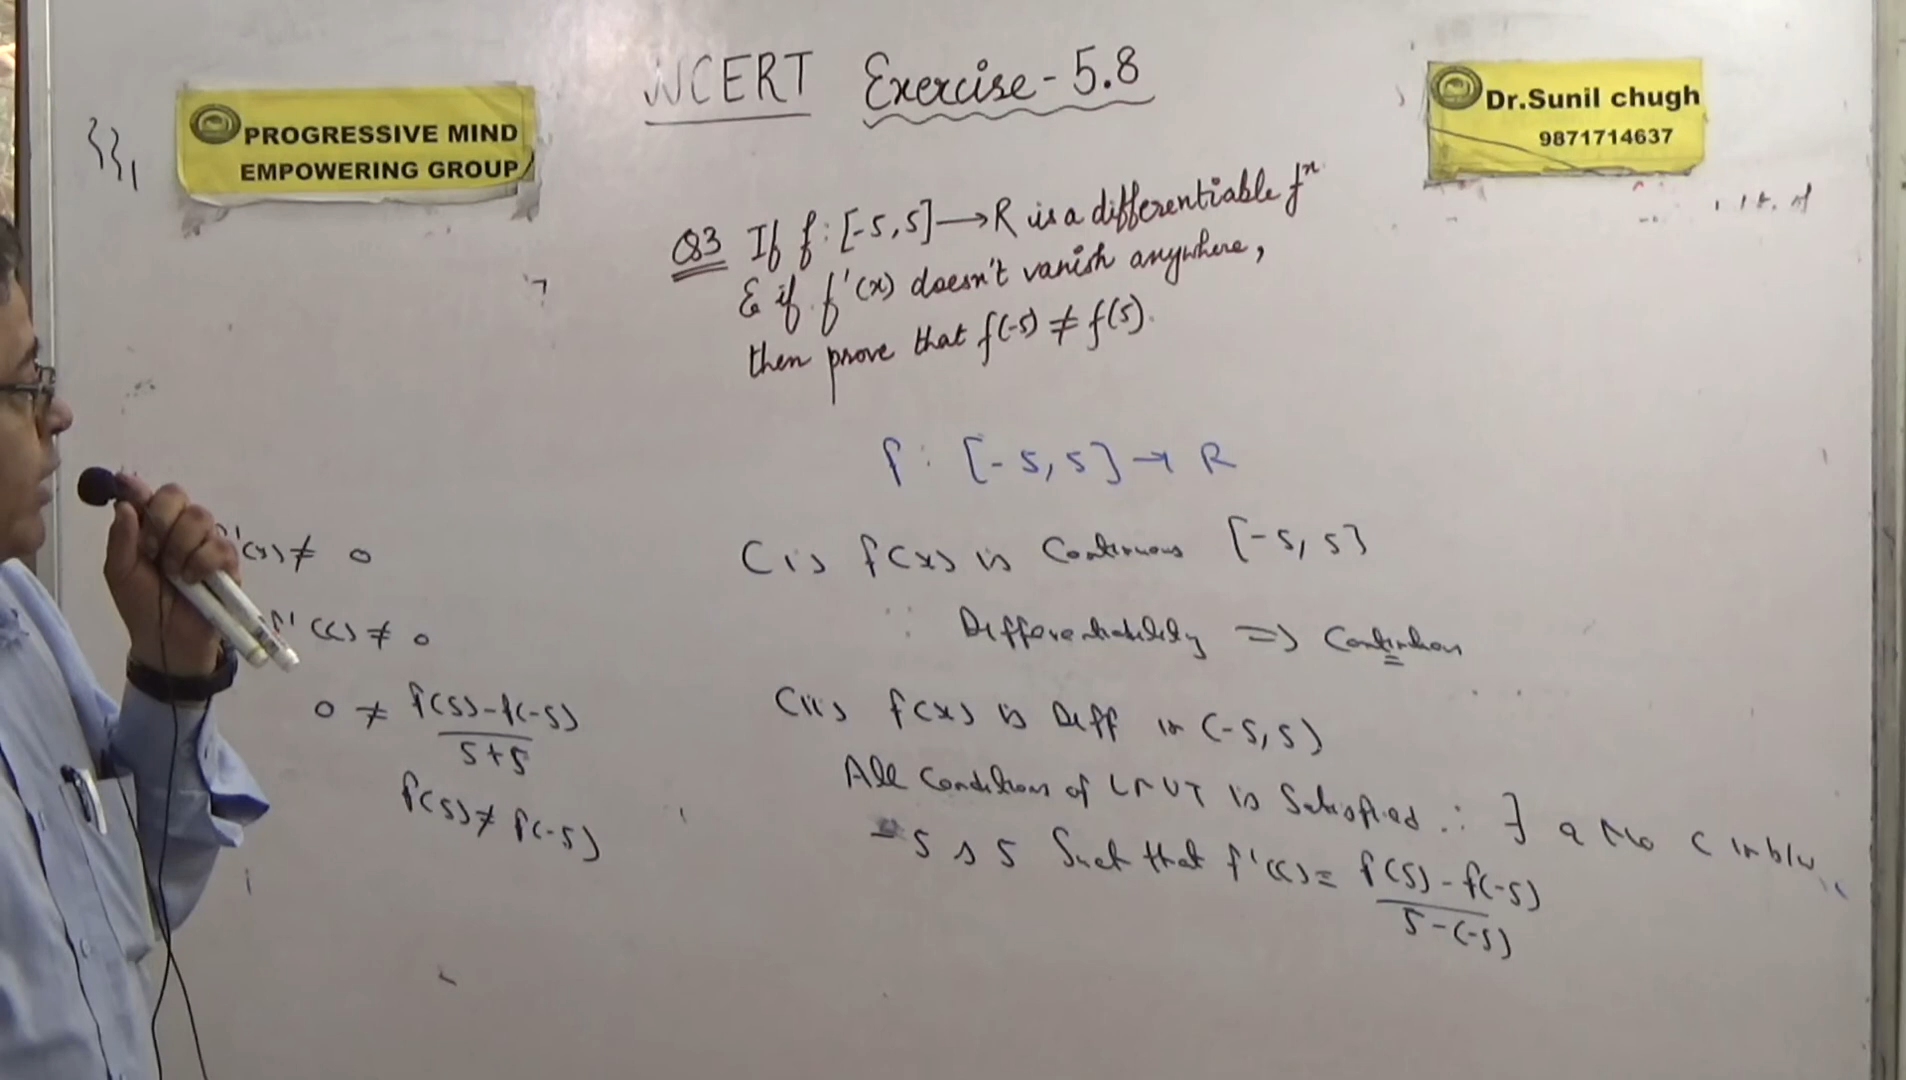 NCERT Exercise-5.8
PROGRESSIVE MIND
EMPOWERING GROUP
Dr.Sunil chugh
9871714637
Q3 If f:[-5,5]→R is a differentiable fⁿ
& if f'(x) doesn't vanish anywhere,
then prove that f(-5) ≠ f(5).
f : [-5,5] → R
(i) f(x) is Continuous [-5,5]
∵ Differentiability ⇒ Continuous
(ii) f(x) is Diff in (-5,5)
All Conditions of LMVT is Satisfied ∴ ∃ a No C in b/w
-5, 5 Such that f'(c) = f(5)-f(-5)
5-(-5)
'(x) ≠ 0
f'(c) ≠ 0
0 ≠ f(5)-f(-5)
5+5
f(5) ≠ f(-5)